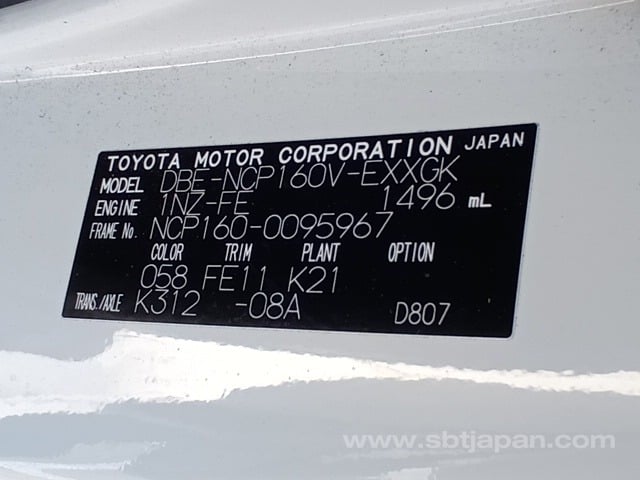 TOYOTA MOTOR CORPORATION JAPAN
MODEL DBE-NCP160V-EXXGK
ENGINE 1NZ-FE 1496 mL
FRAME No. NCP160-0095967
COLOR TRIM PLANT OPTION
058 FE11 K21
TRANS./AXLE K312 -08A D807
www.sbtjapan.com